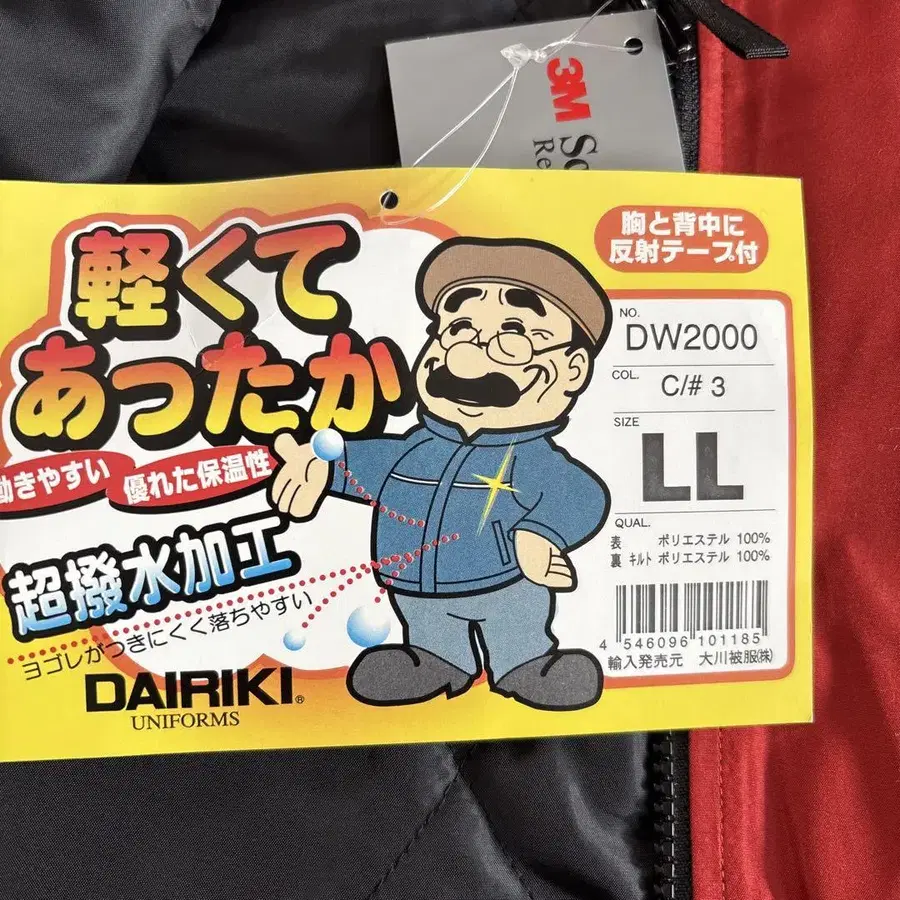 3M
軽くて
あったか
動きやすい
優れた保温性
超撥水加工
ヨゴレがつきにくく落ちやすい
DAIRIKI®
UNIFORMS
胸と背中に
反射テープ付
NO.
DW2000
COL.
C/# 3
SIZE
LL
QUAL.
表 ポリエステル 100%
裏 ｷﾙﾄ ポリエステル 100%
4 546096 101185
輸入発売元 大川被服㈱